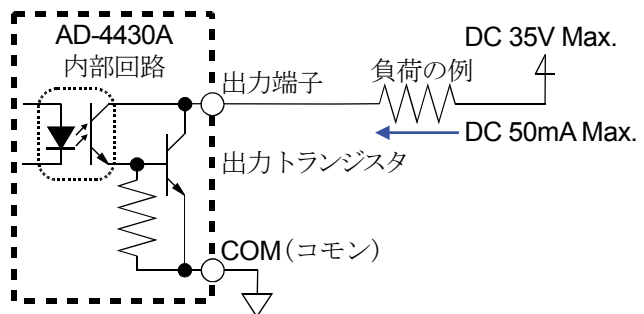 AD-4430A
内部回路
出力端子
負荷の例
DC 35V Max.
DC 50mA Max.
出力トランジスタ
COM（コモン）